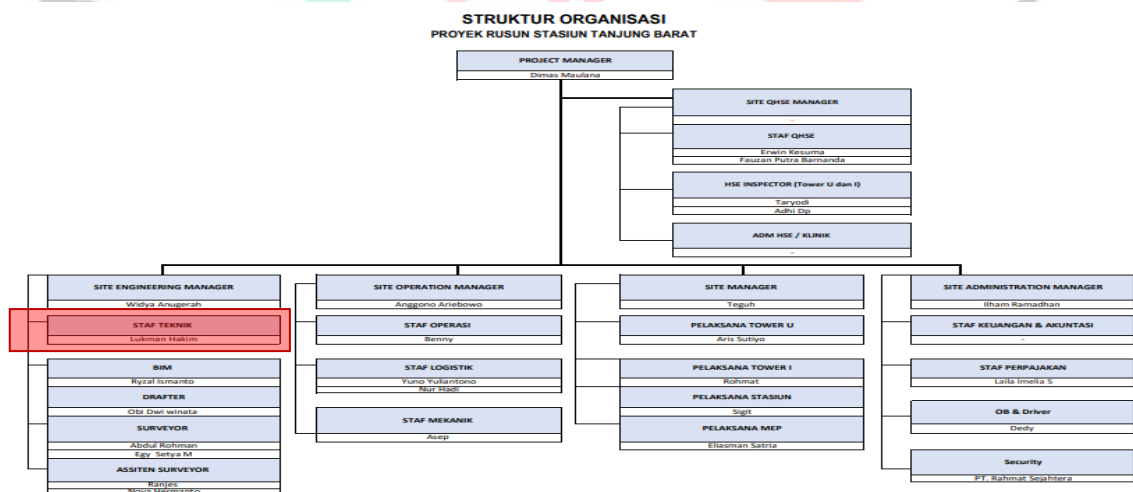 STRUKTUR ORGANISASI
PROYEK RUSUN STASIUN TANJUNG BARAT
PROJECT MANAGER
Dimas Maulana
SITE QHSE MANAGER
-
STAF QHSE
Erwin Kesuma
Fauzan Putra Barnanda
HSE INSPECTOR (Tower U dan I)
Taryodi
Adhi Dp
ADM HSE / KLINIK
-
SITE ENGINEERING MANAGER
Widya Anugerah
STAF TEKNIK
Lukman Hakim
BIM
Ryzal Ismanto
DRAFTER
Obi Dwi winata
SURVEYOR
Abdul Rohman
Egy Setya M
ASSITEN SURVEYOR
Ranjes
Nova Hermanto
SITE OPERATION MANAGER
Anggono Ariebowo
STAF OPERASI
Benny
STAF LOGISTIK
Yuno Yuliantono
Nur Hadi
STAF MEKANIK
Asep
SITE MANAGER
Teguh
PELAKSANA TOWER U
Aris Sutiyo
PELAKSANA TOWER I
Rohmat
PELAKSANA STASIUN
Sigit
PELAKSANA MEP
Eliasman Satria
SITE ADMINISTRATION MANAGER
Ilham Ramadhan
STAF KEUANGAN & AKUNTASI
-
STAF PERPAJAKAN
Laila Imelia S
OB & Driver
Dedy
Security
PT. Rahmat Sejahtera